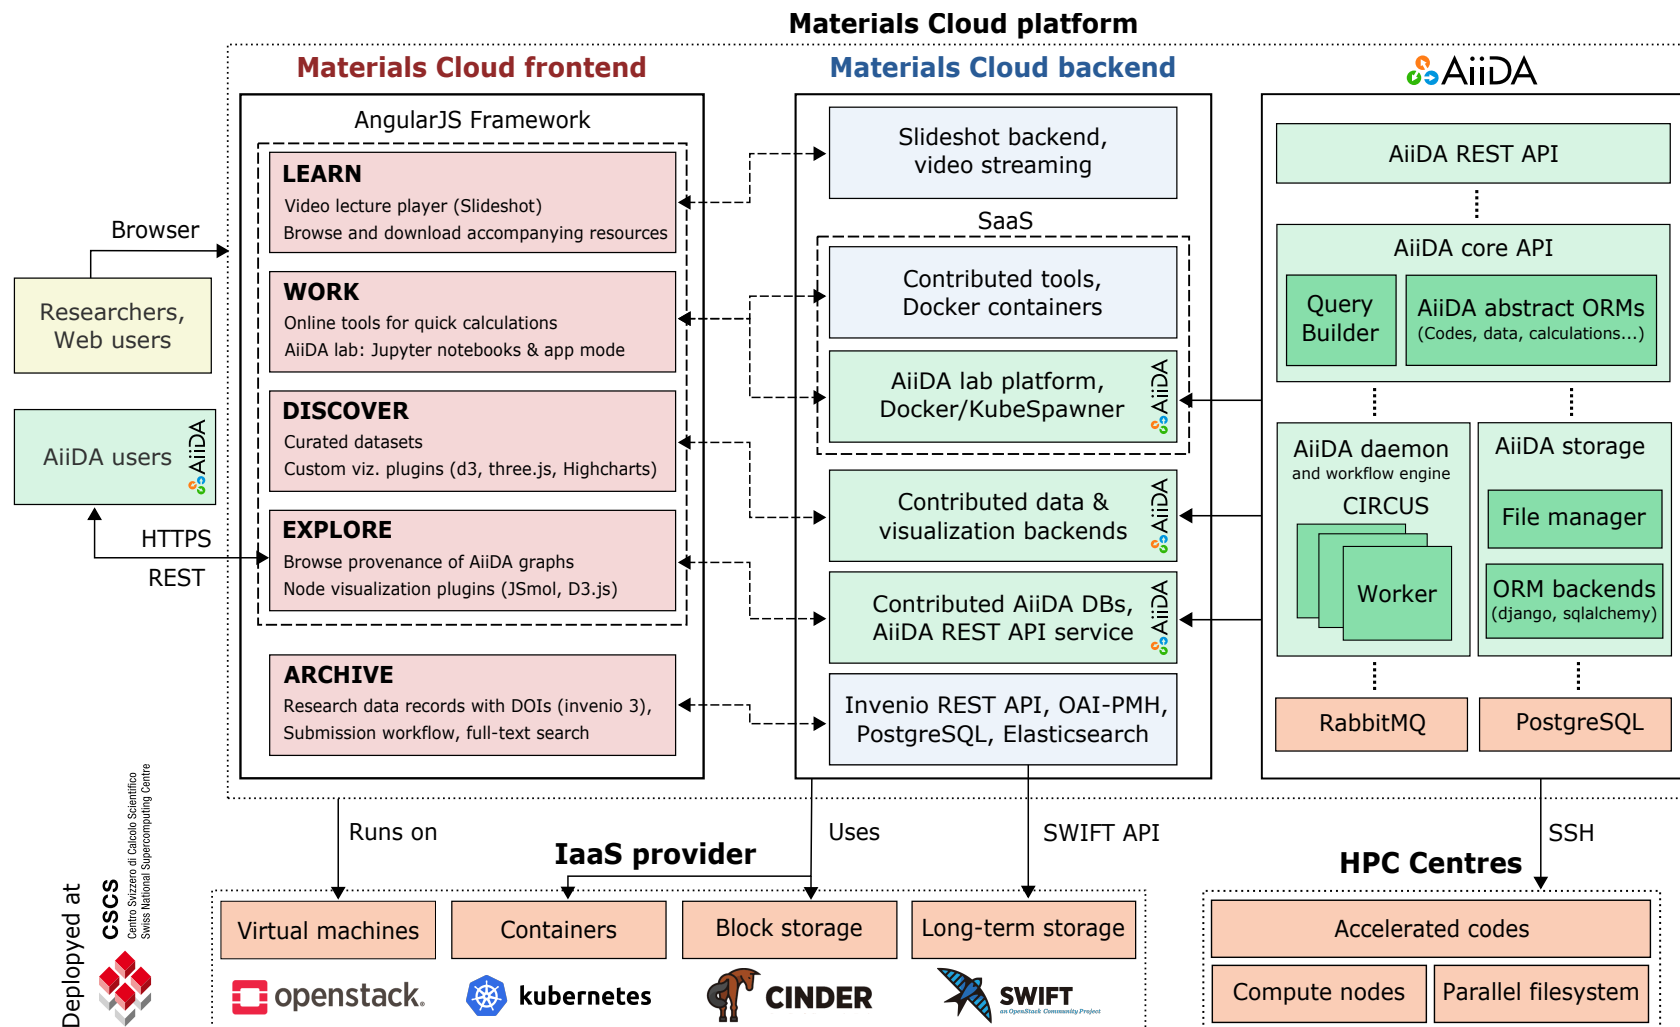 Materials Cloud platform
Materials Cloud frontend
Materials Cloud backend
AiiDA
AngularJS Framework
LEARN
Video lecture player (Slideshot)
Browse and download accompanying resources
WORK
Online tools for quick calculations
AiiDA lab: Jupyter notebooks & app mode
DISCOVER
Curated datasets
Custom viz. plugins (d3, three.js, Highcharts)
EXPLORE
Browse provenance of AiiDA graphs
Node visualization plugins (JSmol, D3.js)
ARCHIVE
Research data records with DOIs (invenio 3),
Submission workflow, full-text search
Browser
Researchers,
Web users
AiiDA users
AiiDA
HTTPS
REST
Slideshot backend,
video streaming
SaaS
Contributed tools,
Docker containers
AiiDA lab platform,
Docker/KubeSpawner
AiiDA
Contributed data &
visualization backends
AiiDA
Contributed AiiDA DBs,
AiiDA REST API service
AiiDA
Invenio REST API, OAI-PMH,
PostgreSQL, Elasticsearch
AiiDA REST API
AiiDA core API
Query
Builder
AiiDA abstract ORMs
(Codes, data, calculations...)
AiiDA daemon
and workflow engine
CIRCUS
Worker
AiiDA storage
File manager
ORM backends
(django, sqlalchemy)
RabbitMQ
PostgreSQL
Runs on
Uses
SWIFT API
SSH
IaaS provider
HPC Centres
Virtual machines
Containers
Block storage
Long-term storage
openstack.
kubernetes
CINDER
SWIFT
an OpenStack Community Project
Accelerated codes
Compute nodes
Parallel filesystem
Deplopyed at
CSCS
Centro Svizzero di Calcolo Scientifico
Swiss National Supercomputing Centre